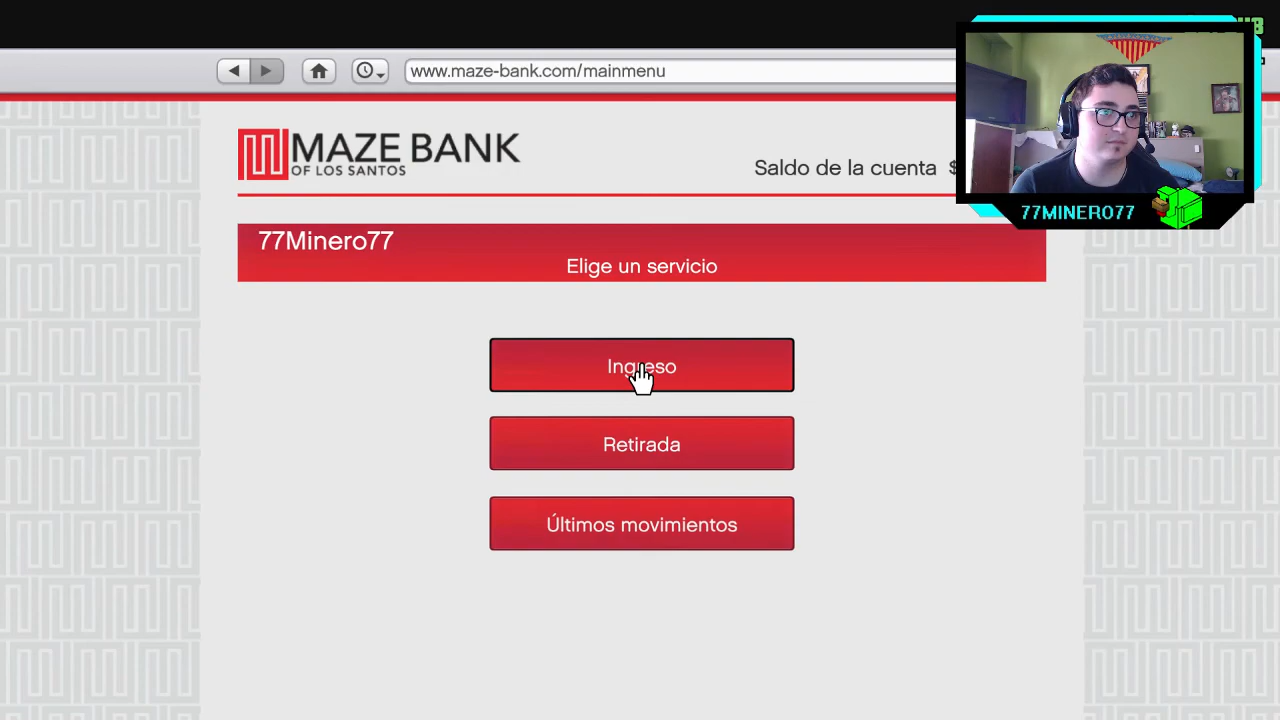 www.maze-bank.com/mainmenu
MAZE BANK
OF LOS SANTOS
Saldo de la cuenta $
77MINERO77
77Minero77
Elige un servicio
Ingreso
Retirada
Últimos movimientos